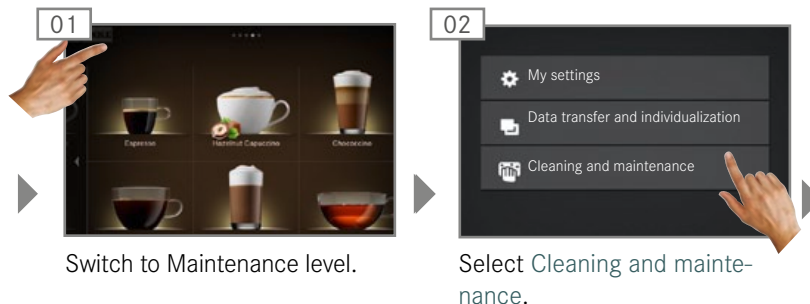 01
Espresso
Hazelnut Capuccino
Chococcino
Switch to Maintenance level.
02
My settings
Data transfer and individualization
Cleaning and maintenance
Select Cleaning and mainte-
nance.